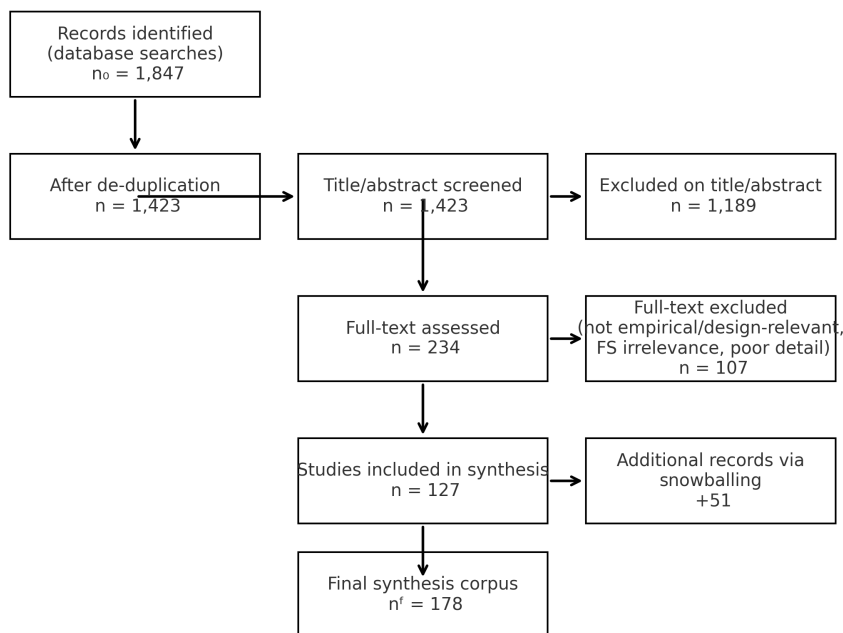 Records identified
(database searches)
n₀ = 1,847
After de-duplication
n = 1,423
Title/abstract screened
n = 1,423
Excluded on title/abstract
n = 1,189
Full-text assessed
n = 234
Full-text excluded
(not empirical/design-relevant,
FS irrelevance, poor detail)
n = 107
Studies included in synthesis
n = 127
Additional records via
snowballing
+51
Final synthesis corpus
nᶠ = 178